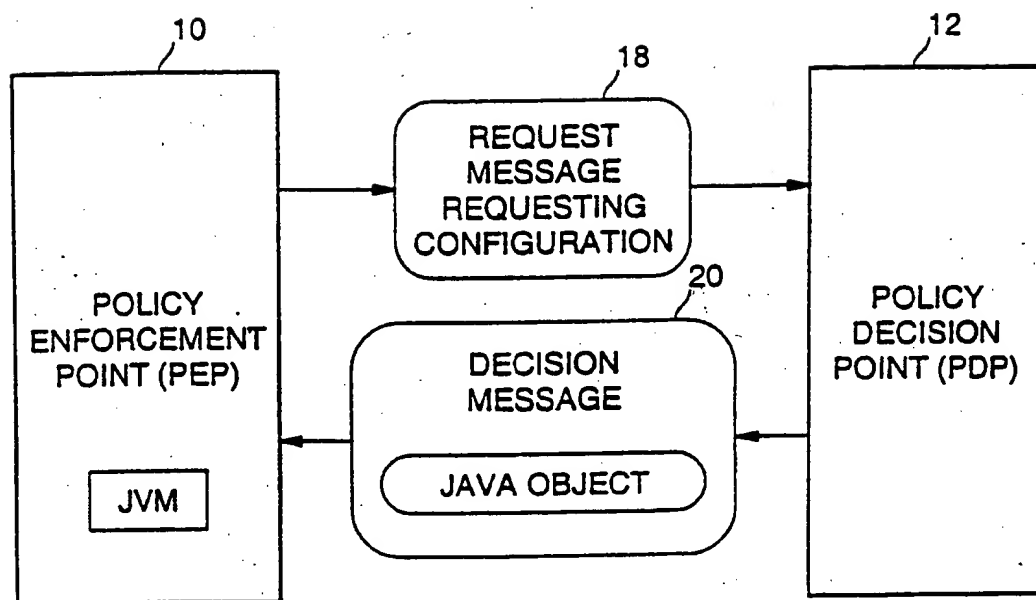 10
12
18
REQUEST
MESSAGE
REQUESTING
CONFIGURATION
20
POLICY
ENFORCEMENT
POINT (PEP)
DECISION
MESSAGE
JAVA OBJECT
POLICY
DECISION
POINT (PDP)
JVM